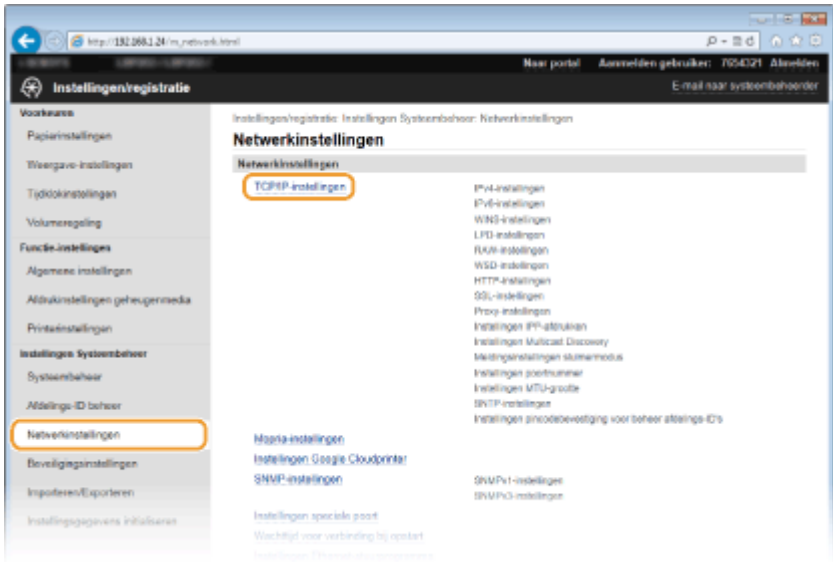 http://192.168.1.24/m_network.html
Naar portal Aanmelden gebruiker: 7654321 Afmelden
Instellingen/registratie
E-mail naar systeembeheerder
Voorkeuren
Papierinstellingen
Weergave-instellingen
Tijdklokinstellingen
Volumeregeling
Functie-instellingen
Algemene instellingen
Afdrukinstellingen geheugenmedia
Printerinstellingen
Instellingen Systeembeheer
Systeembeheer
Afdelings-ID beheer
Netwerkinstellingen
Beveiligingsinstellingen
Importeren/Exporteren
Instellingsgegevens initialiseren
Instellingen/registratie: Instellingen Systeembeheer: Netwerkinstellingen
Netwerkinstellingen
Netwerkinstellingen
TCP/IP-instellingen
IPv4-instellingen
IPv6-instellingen
WINS-instellingen
LPD-instellingen
RAW-instellingen
WSD-instellingen
HTTP-instellingen
SSL-instellingen
Proxy-instellingen
Instellingen IPP-afdrukken
Instellingen Multicast Discovery
Meldingsinstellingen sluimermodus
Instellingen poortnummer
Instellingen MTU-grootte
SNTP-instellingen
Instellingen pincodebevestiging voor beheer afdelings-ID's
Mopria-instellingen
Instellingen Google Cloudprinter
SNMP-instellingen
SNMPv1-instellingen
SNMPv3-instellingen
Instellingen speciale poort
Wachttijd voor verbinding bij opstart